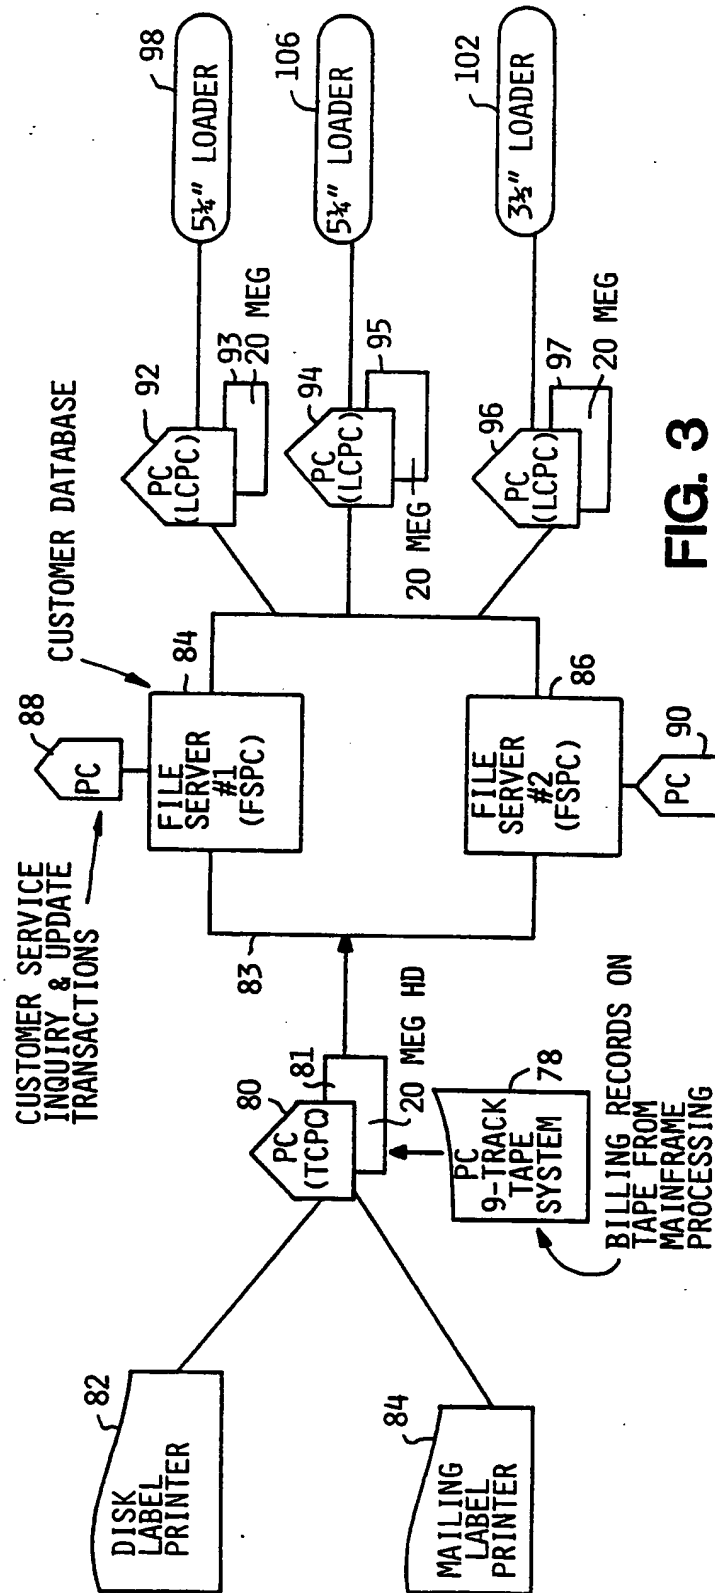 CUSTOMER SERVICE
INQUIRY & UPDATE
TRANSACTIONS
88
PC
CUSTOMER DATABASE
84
FILE
SERVER
#1
(FSPC)
83
86
FILE
SERVER
#2
(FSPC)
90
PC
82
DISK
LABEL
PRINTER
84
MAILING
LABEL
PRINTER
80
PC
(TCPC)
81
20 MEG HD
78
PC
9-TRACK
TAPE
SYSTEM
BILLING RECORDS ON
TAPE FROM
MAINFRAME
PROCESSING
92
PC
(LCPC)
93
20 MEG
98
5¼" LOADER
94
PC
(LCPC)
95
20 MEG
106
5¼" LOADER
96
PC
(LCPC)
97
20 MEG
102
3½" LOADER
FIG. 3